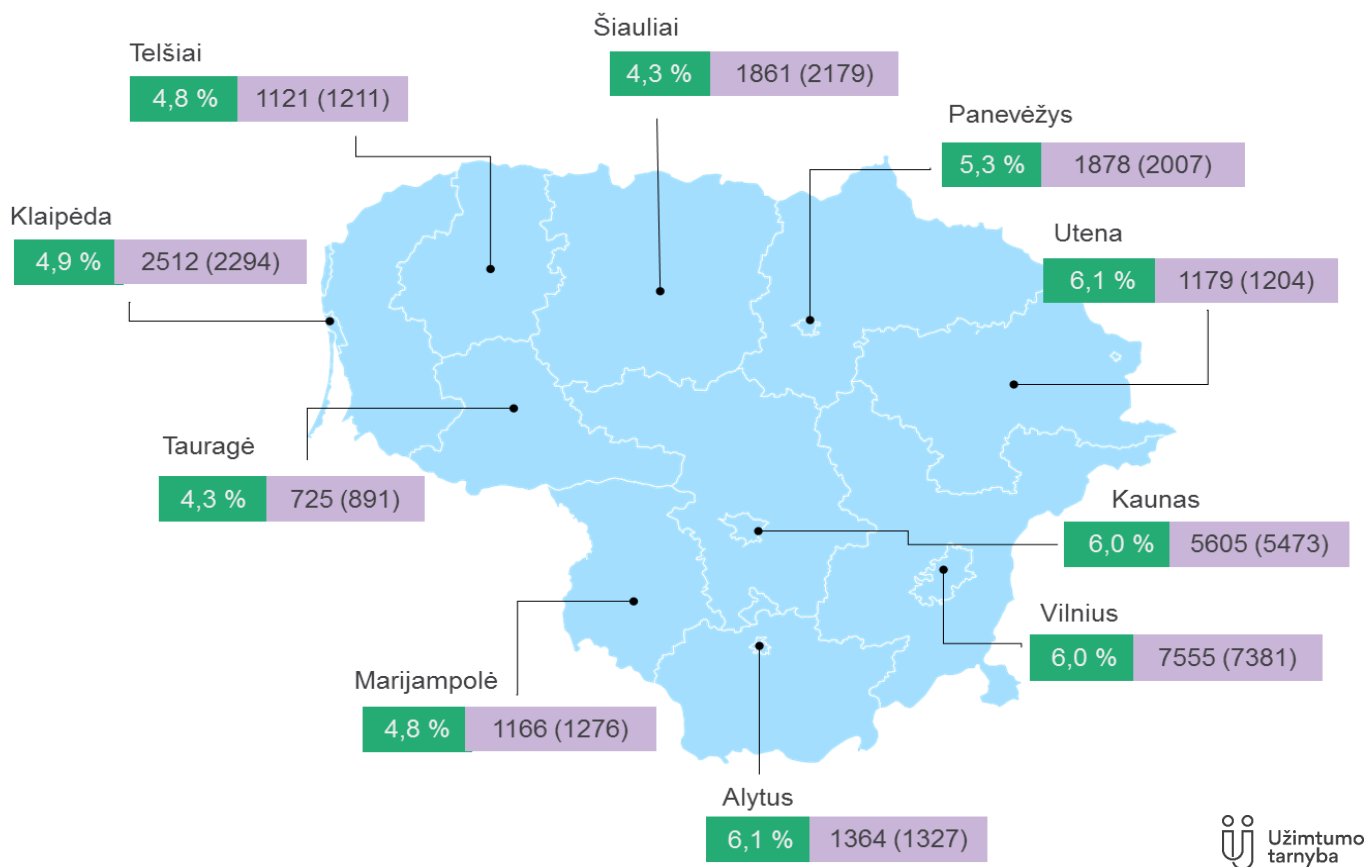 Šiauliai
4,3 % 1861 (2179)
Telšiai
4,8 % 1121 (1211)
Panevėžys
5,3 % 1878 (2007)
Klaipėda
4,9 % 2512 (2294)
Utena
6,1 % 1179 (1204)
Tauragė
4,3 % 725 (891)
Kaunas
6,0 % 5605 (5473)
Vilnius
6,0 % 7555 (7381)
Marijampolė
4,8 % 1166 (1276)
Alytus
6,1 % 1364 (1327)
Užimtumo
tarnyba